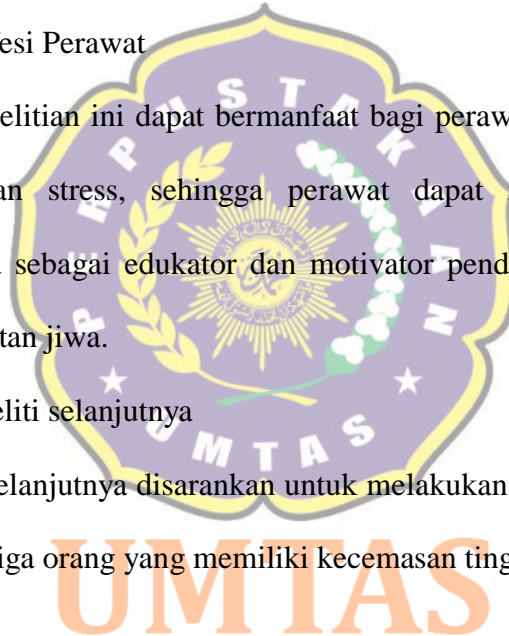 esi Perawat
elitian ini dapat bermanfaat bagi peraw
an stress, sehingga perawat dapat
sebagai edukator dan motivator pend
tan jiwa.
eliti selanjutnya
elanjutnya disarankan untuk melakukan
iga orang yang memiliki kecemasan ting
PERPUSTAKAAN
UMTAS
UMTAS